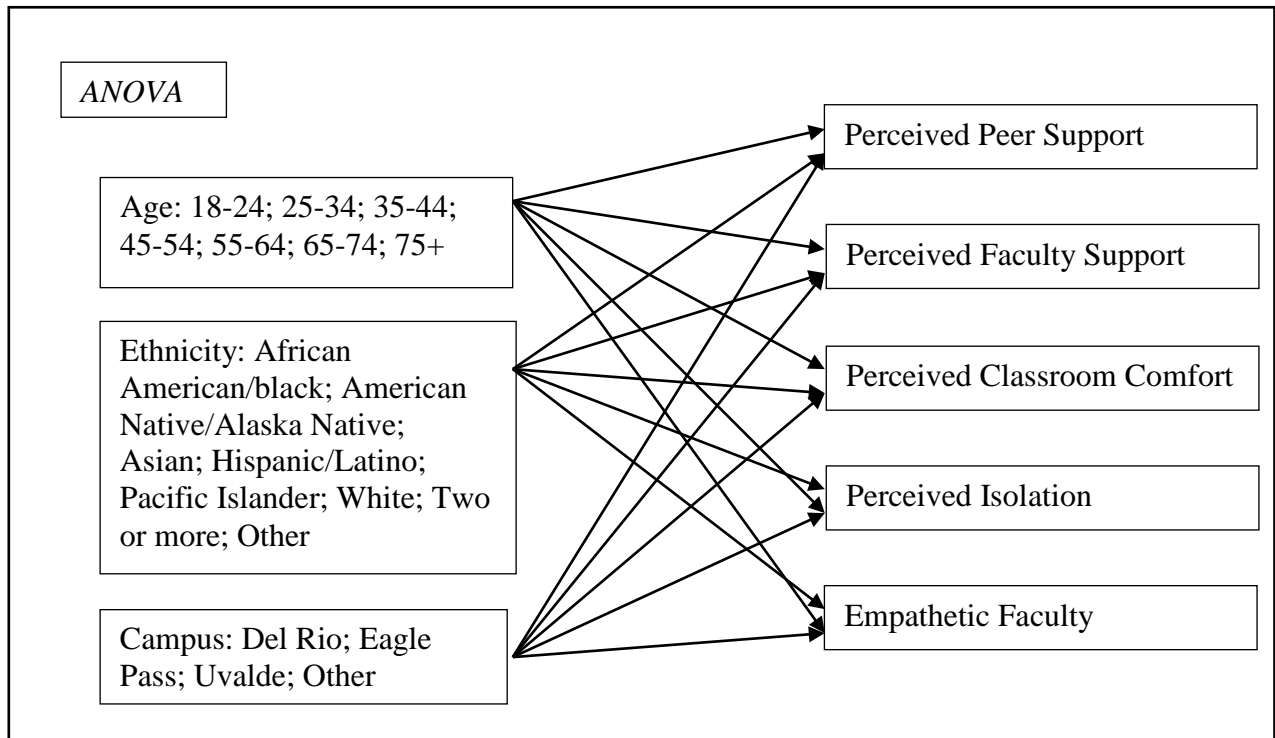 ANOVA
Age: 18-24; 25-34; 35-44;
45-54; 55-64; 65-74; 75+
Ethnicity: African
American/black; American
Native/Alaska Native;
Asian; Hispanic/Latino;
Pacific Islander; White; Two
or more; Other
Campus: Del Rio; Eagle
Pass; Uvalde; Other
Perceived Peer Support
Perceived Faculty Support
Perceived Classroom Comfort
Perceived Isolation
Empathetic Faculty